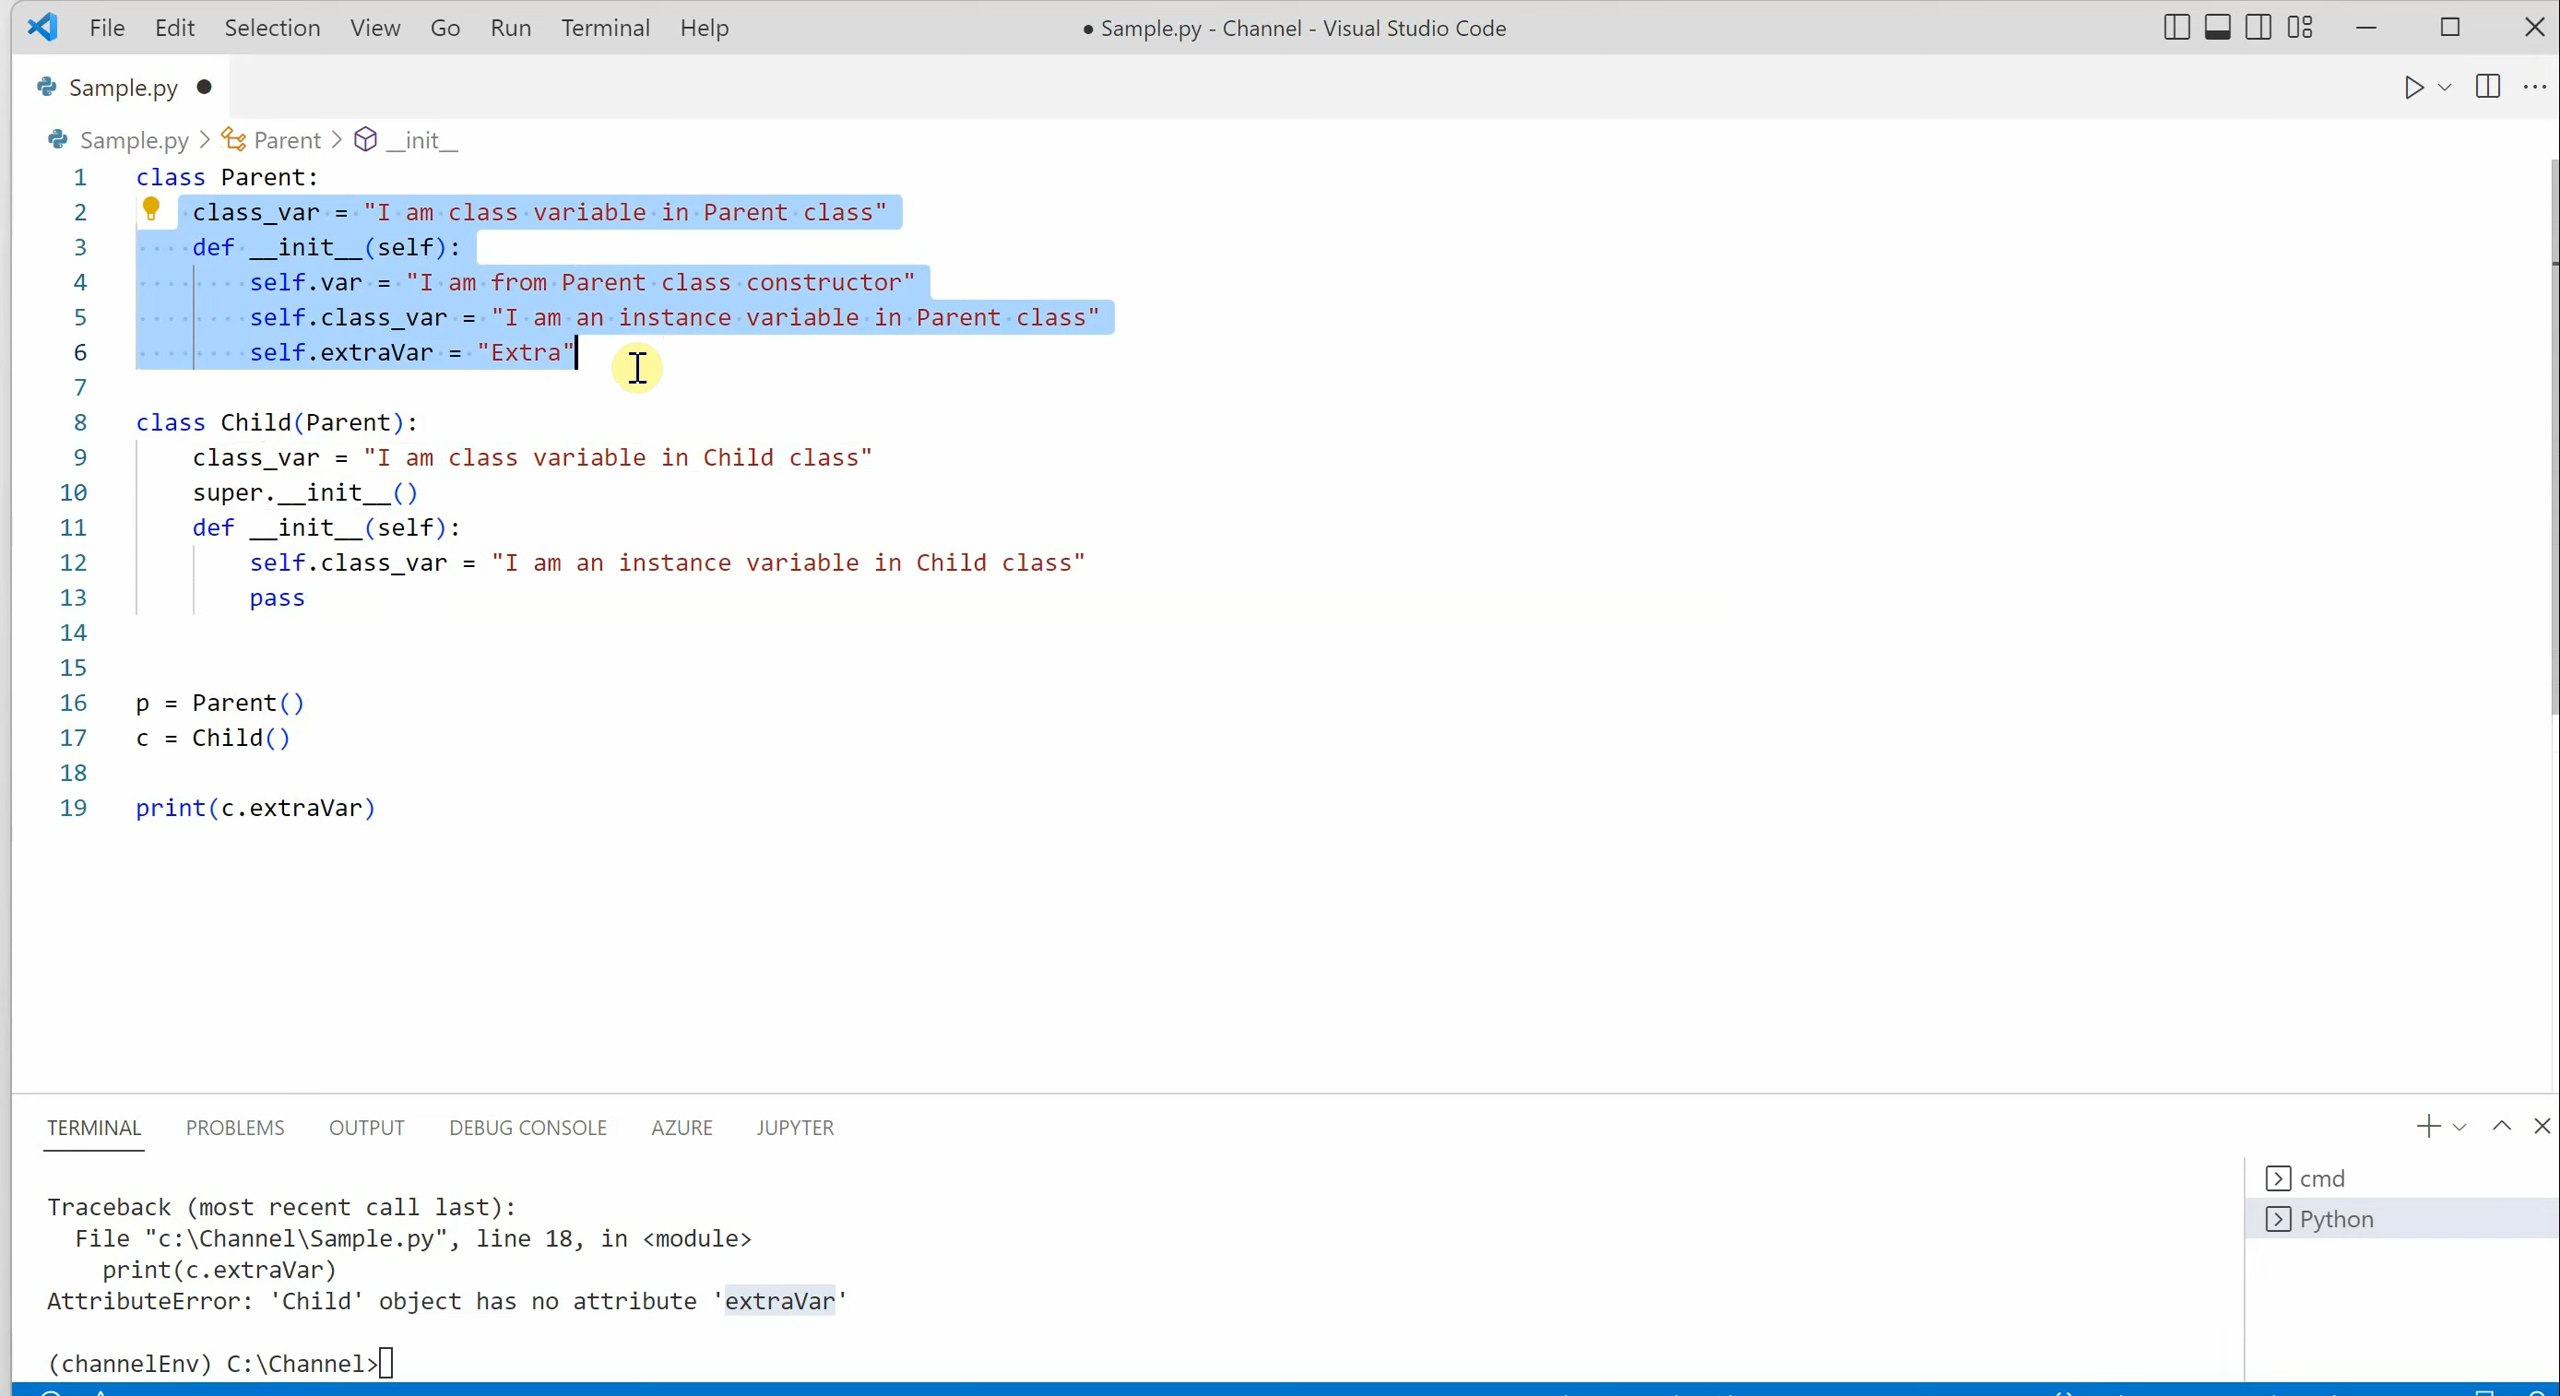 File Edit Selection View Go Run Terminal Help ● Sample.py - Channel - Visual Studio Code
Sample.py ●
Sample.py > Parent > __init__
1 class Parent:
2 class_var = "I am class variable in Parent class"
3 def __init__(self):
4 self.var = "I am from Parent class constructor"
5 self.class_var = "I am an instance variable in Parent class"
6 self.extraVar = "Extra"
7
8 class Child(Parent):
9 class_var = "I am class variable in Child class"
10 super.__init__()
11 def __init__(self):
12 self.class_var = "I am an instance variable in Child class"
13 pass
14
15
16 p = Parent()
17 c = Child()
18
19 print(c.extraVar)
TERMINAL PROBLEMS OUTPUT DEBUG CONSOLE AZURE JUPYTER
Traceback (most recent call last):
File "c:\Channel\Sample.py", line 18, in <module>
print(c.extraVar)
AttributeError: 'Child' object has no attribute 'extraVar'
(channelEnv) C:\Channel>
cmd
Python